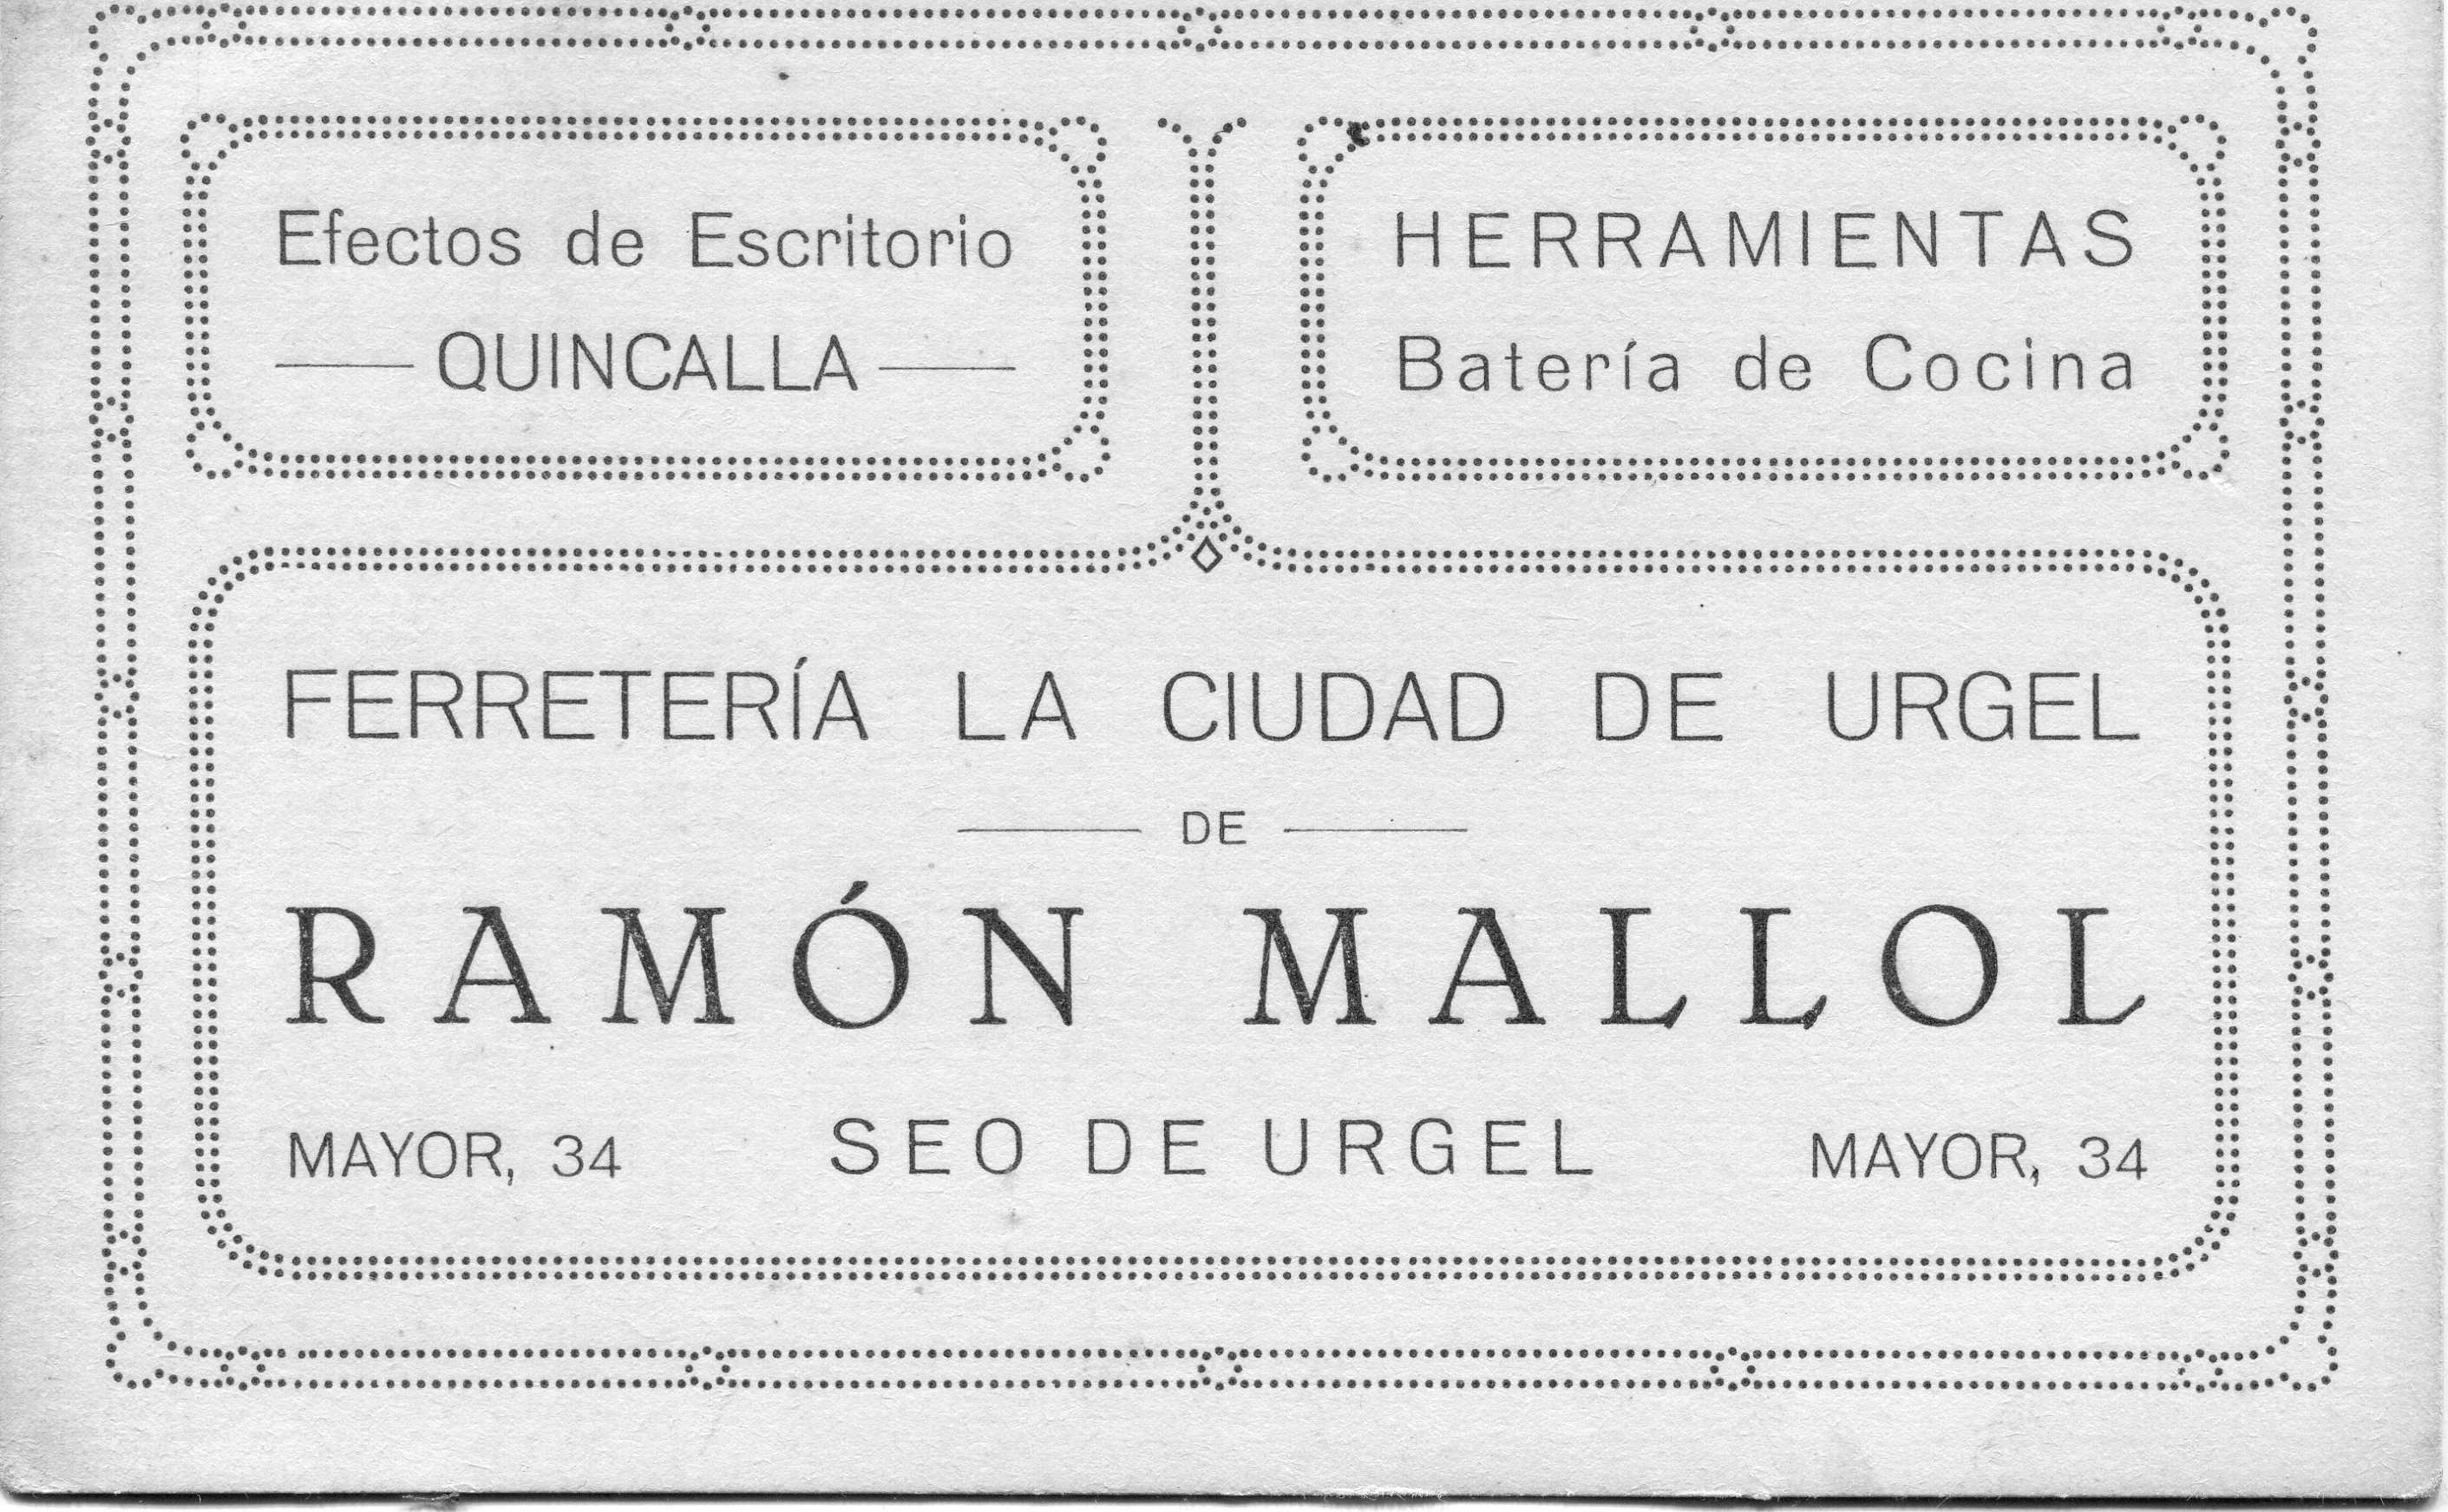 Efectos de Escritorio
QUINCALLA
HERRAMIENTAS
Batería de Cocina
FERRETERÍA LA CIUDAD DE URGEL
DE
RAMÓN MALLOL
MAYOR, 34 SEO DE URGEL MAYOR, 34